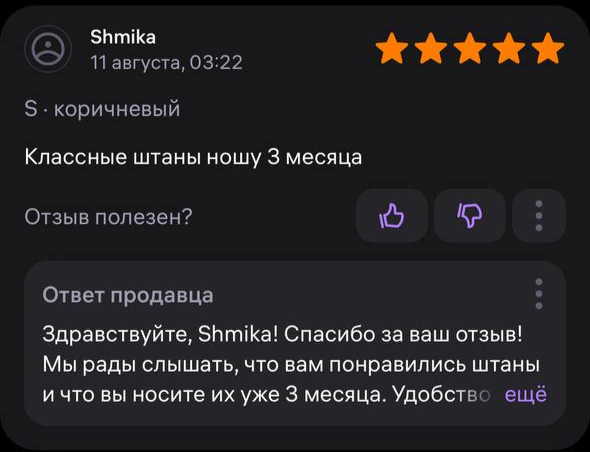 Shmika
11 августа, 03:22
S · коричневый
Классные штаны ношу 3 месяца
Отзыв полезен?
Ответ продавца
Здравствуйте, Shmika! Спасибо за ваш отзыв!
Мы рады слышать, что вам понравились штаны
и что вы носите их уже 3 месяца. Удобство ещё